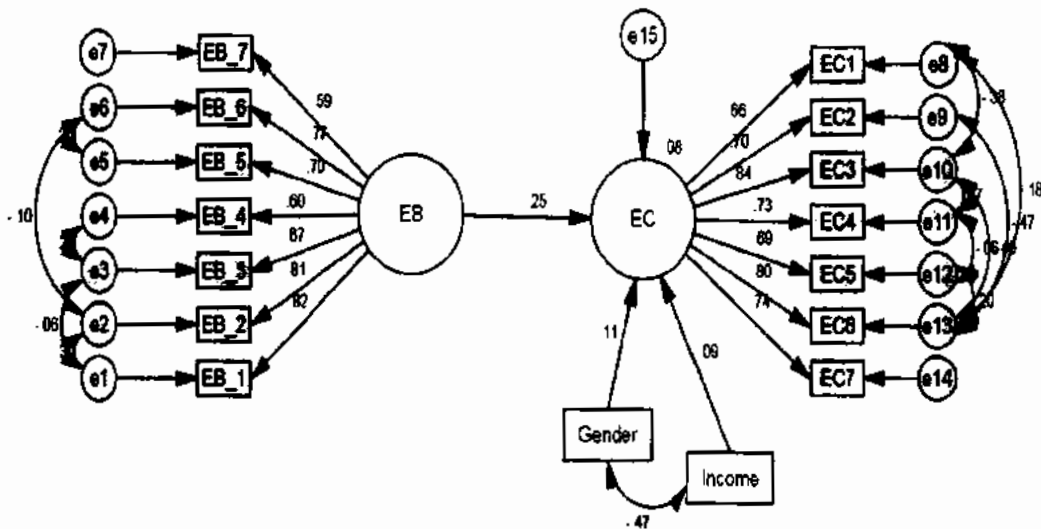 e15
e7 EB_7 EC1 e8
.59 .66 -.38
e6 EB_6 EC2 e9
.77 .70
.08
e5 EB_5 EC3 e10
.70 .84
-.10 .18
e4 EB_4 .60 EB .25 EC .73 EC4 e11 -.47
.87 .69 -.06
e3 EB_3 EC5 e12
.81 .80
-.06 e2 EB_2 EC6 e13 .20
.82 .74
e1 EB_1 EC7 e14
.11 .09
Gender
Income
-.47